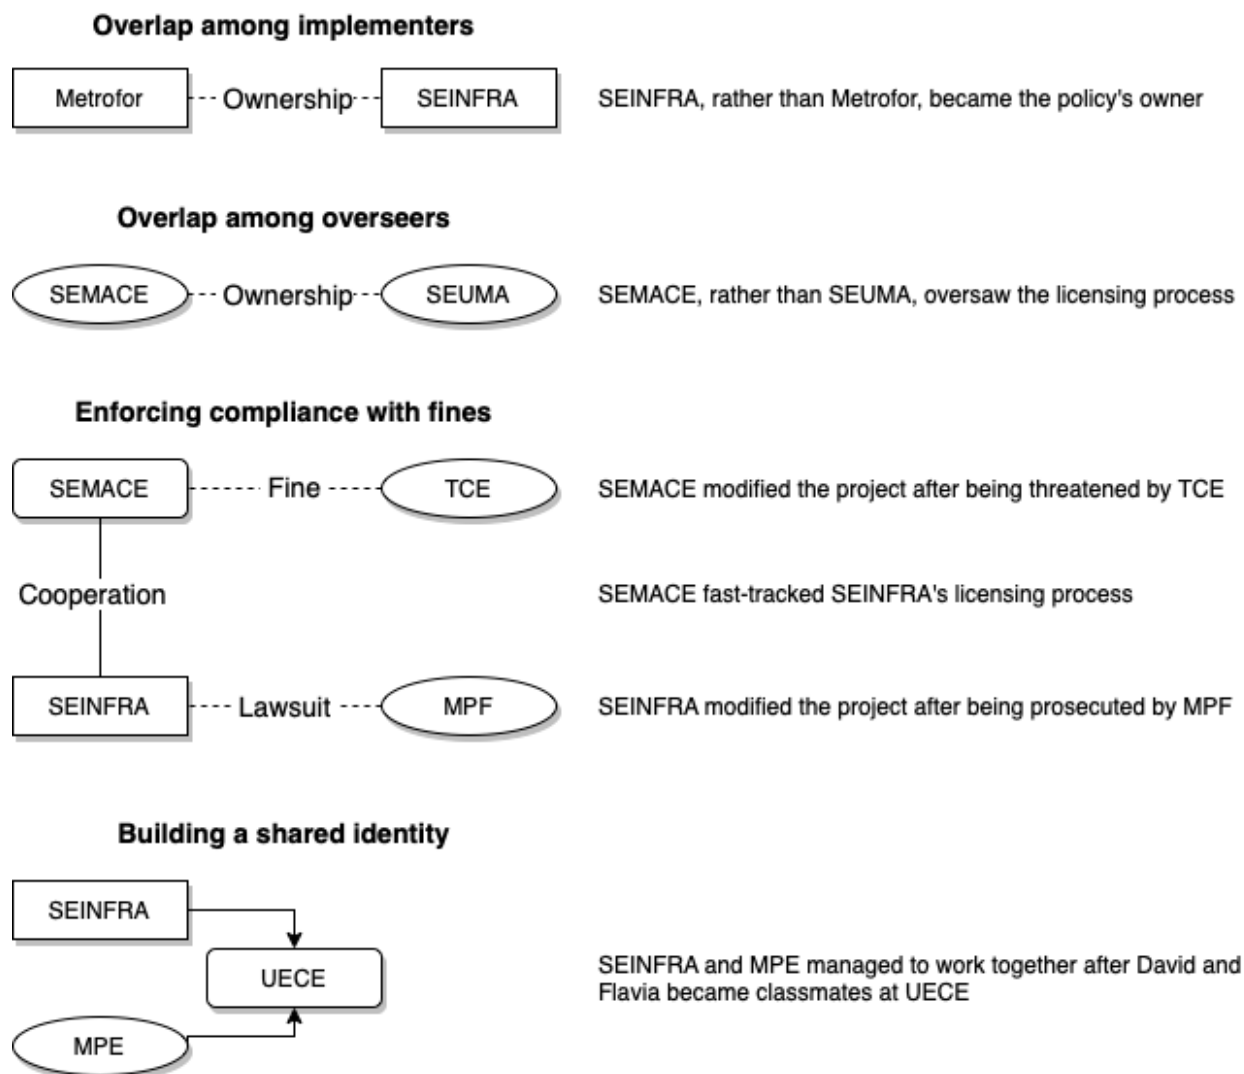 Overlap among implementers
Metrofor Ownership SEINFRA SEINFRA, rather than Metrofor, became the policy's owner
Overlap among overseers
SEMACE Ownership SEUMA SEMACE, rather than SEUMA, oversaw the licensing process
Enforcing compliance with fines
SEMACE Fine TCE SEMACE modified the project after being threatened by TCE
Cooperation SEMACE fast-tracked SEINFRA's licensing process
SEINFRA Lawsuit MPF SEINFRA modified the project after being prosecuted by MPF
Building a shared identity
SEINFRA
UECE SEINFRA and MPE managed to work together after David and
Flavia became classmates at UECE
MPE